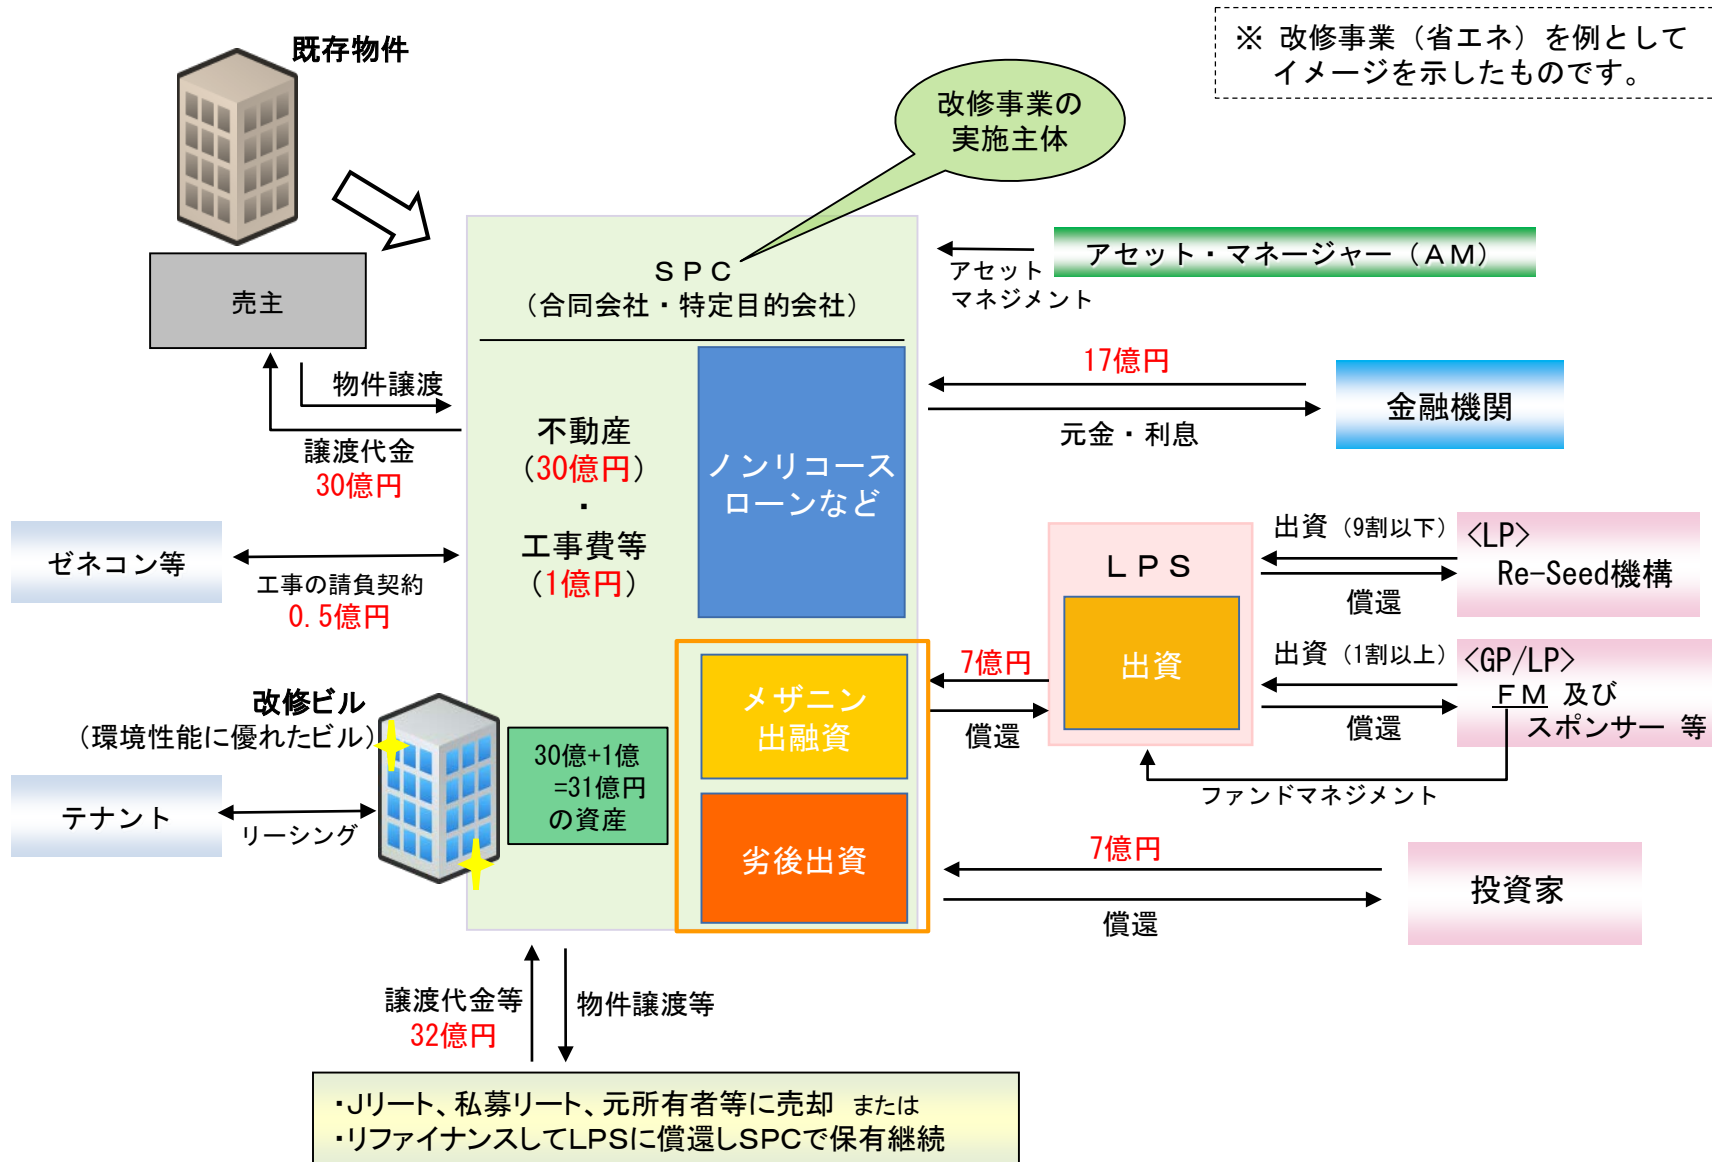 ※ 改修事業（省エネ）を例として
イメージを示したものです。
既存物件
改修事業の
実施主体
売主
ＳＰＣ
（合同会社・特定目的会社）
アセット・マネージャー（ＡＭ）
アセット
マネジメント
物件譲渡
譲渡代金
30億円
17億円
元金・利息
金融機関
不動産
（30億円）
・
工事費等
（1億円）
ノンリコース
ローンなど
ゼネコン等
工事の請負契約
0.5億円
ＬＰＳ
出資
出資（9割以下）
償還
<LP>
Re-Seed機構
出資（1割以上）
償還
<GP/LP>
ＦＭ 及び
スポンサー 等
ファンドマネジメント
7億円
償還
メザニン
出融資
劣後出資
改修ビル
（環境性能に優れたビル）
30億+1億
=31億円
の資産
テナント
リーシング
7億円
償還
投資家
譲渡代金等
32億円
物件譲渡等
・Jリート、私募リート、元所有者等に売却 または
・リファイナンスしてLPSに償還しSPCで保有継続